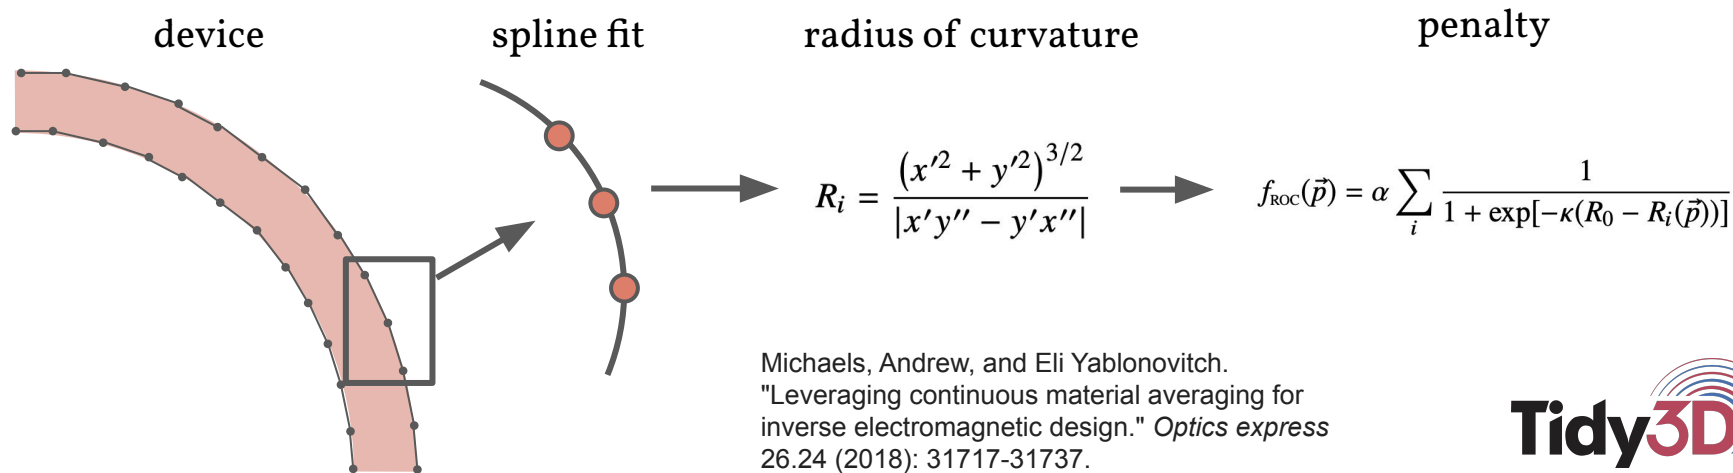 device
spline fit
radius of curvature
penalty
R_i = (x'^2 + y'^2)^{3/2} / |x'y'' − y'x''|
f_ROC(p⃗) = α ∑_i 1 / (1 + exp[−κ(R_0 − R_i(p⃗))])
Michaels, Andrew, and Eli Yablonovitch.
"Leveraging continuous material averaging for
inverse electromagnetic design." Optics express
26.24 (2018): 31717-31737.
Tidy3D